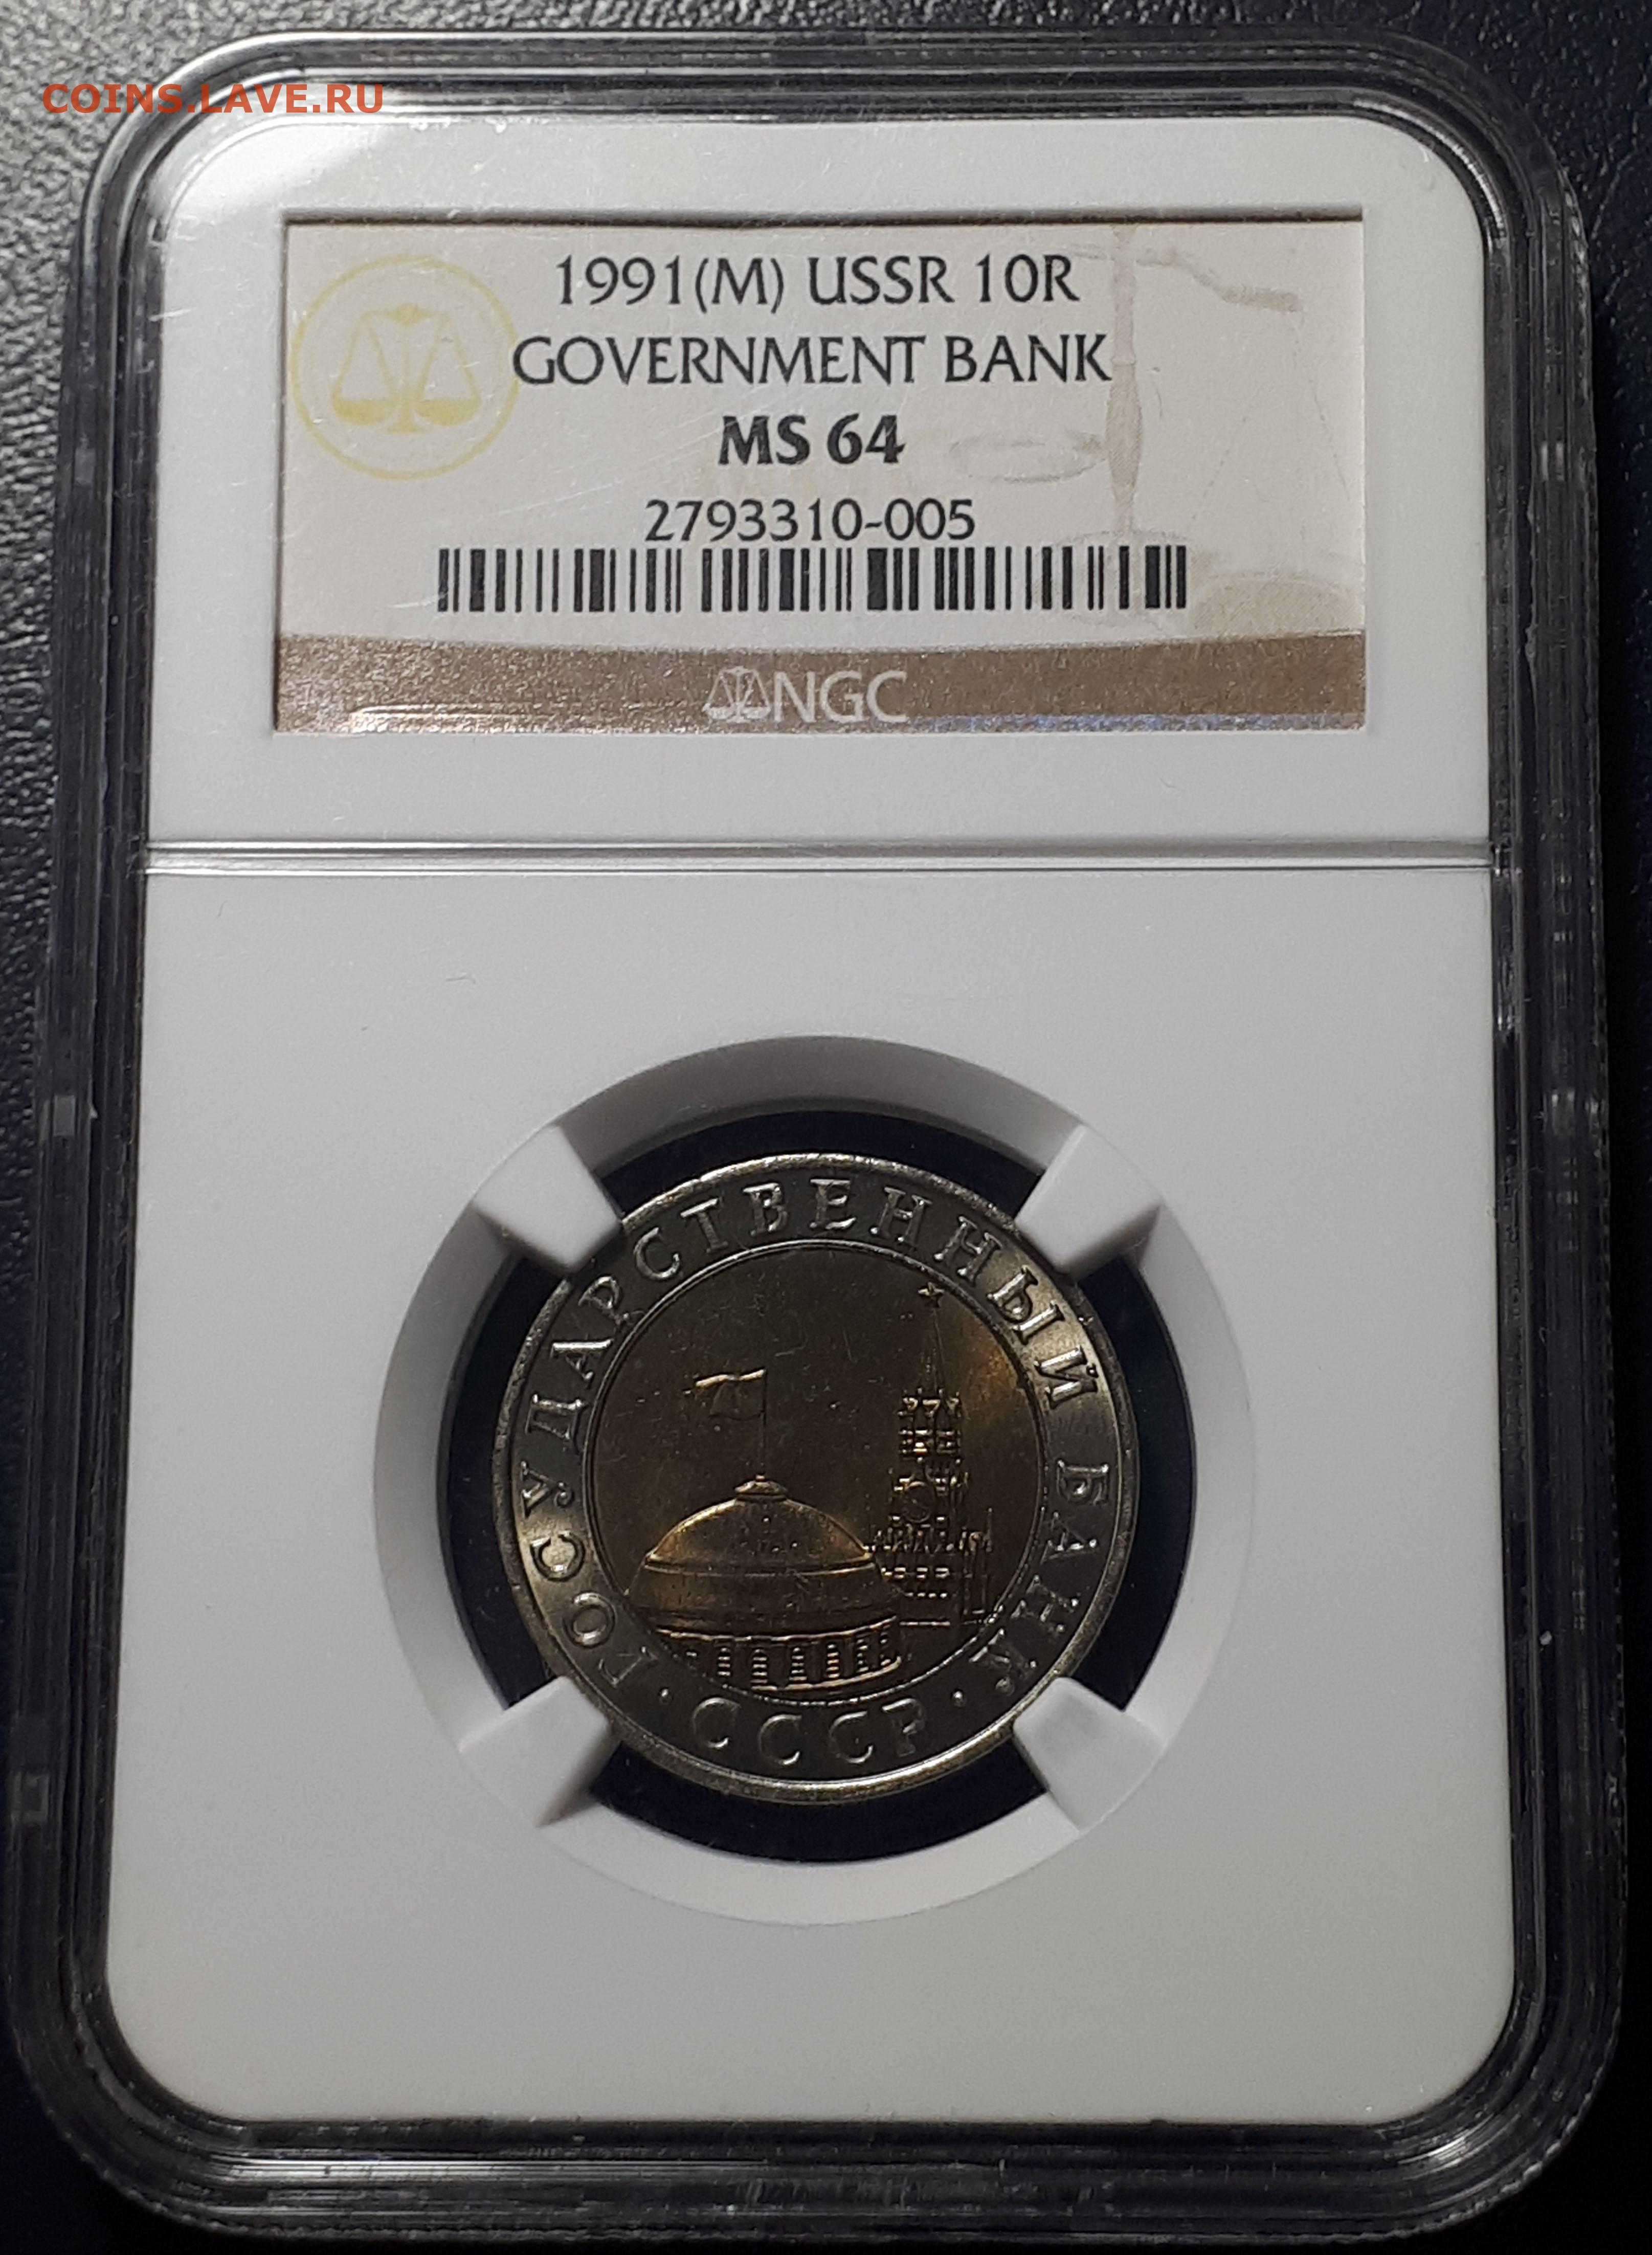 COINS.LAVE.RU
1991(M) USSR 10R
GOVERNMENT BANK
MS 64
2793310-005
NGC
ГОСУДАРСТВЕННЫЙ БАНК
· СССР ·